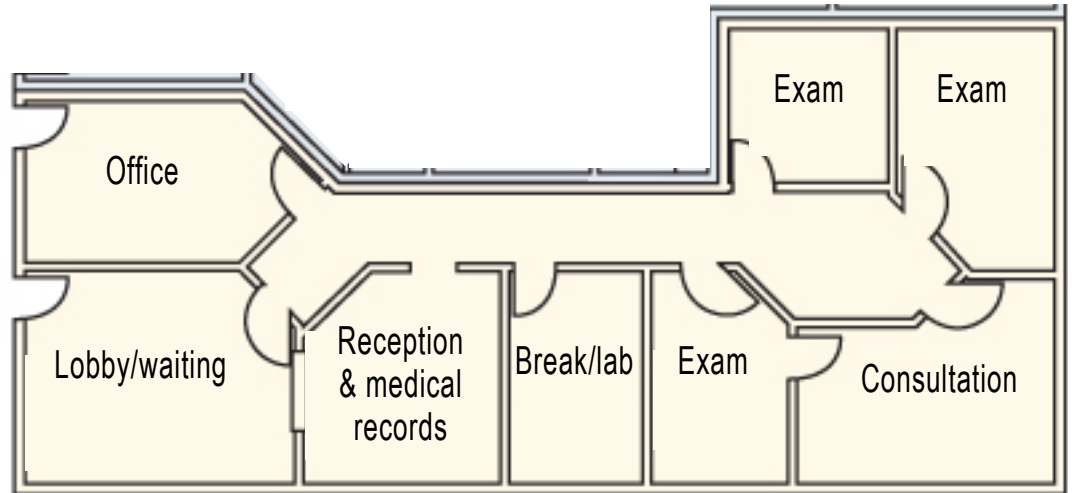 Exam
Exam
Office
Lobby/waiting
Reception
& medical
records
Break/lab
Exam
Consultation